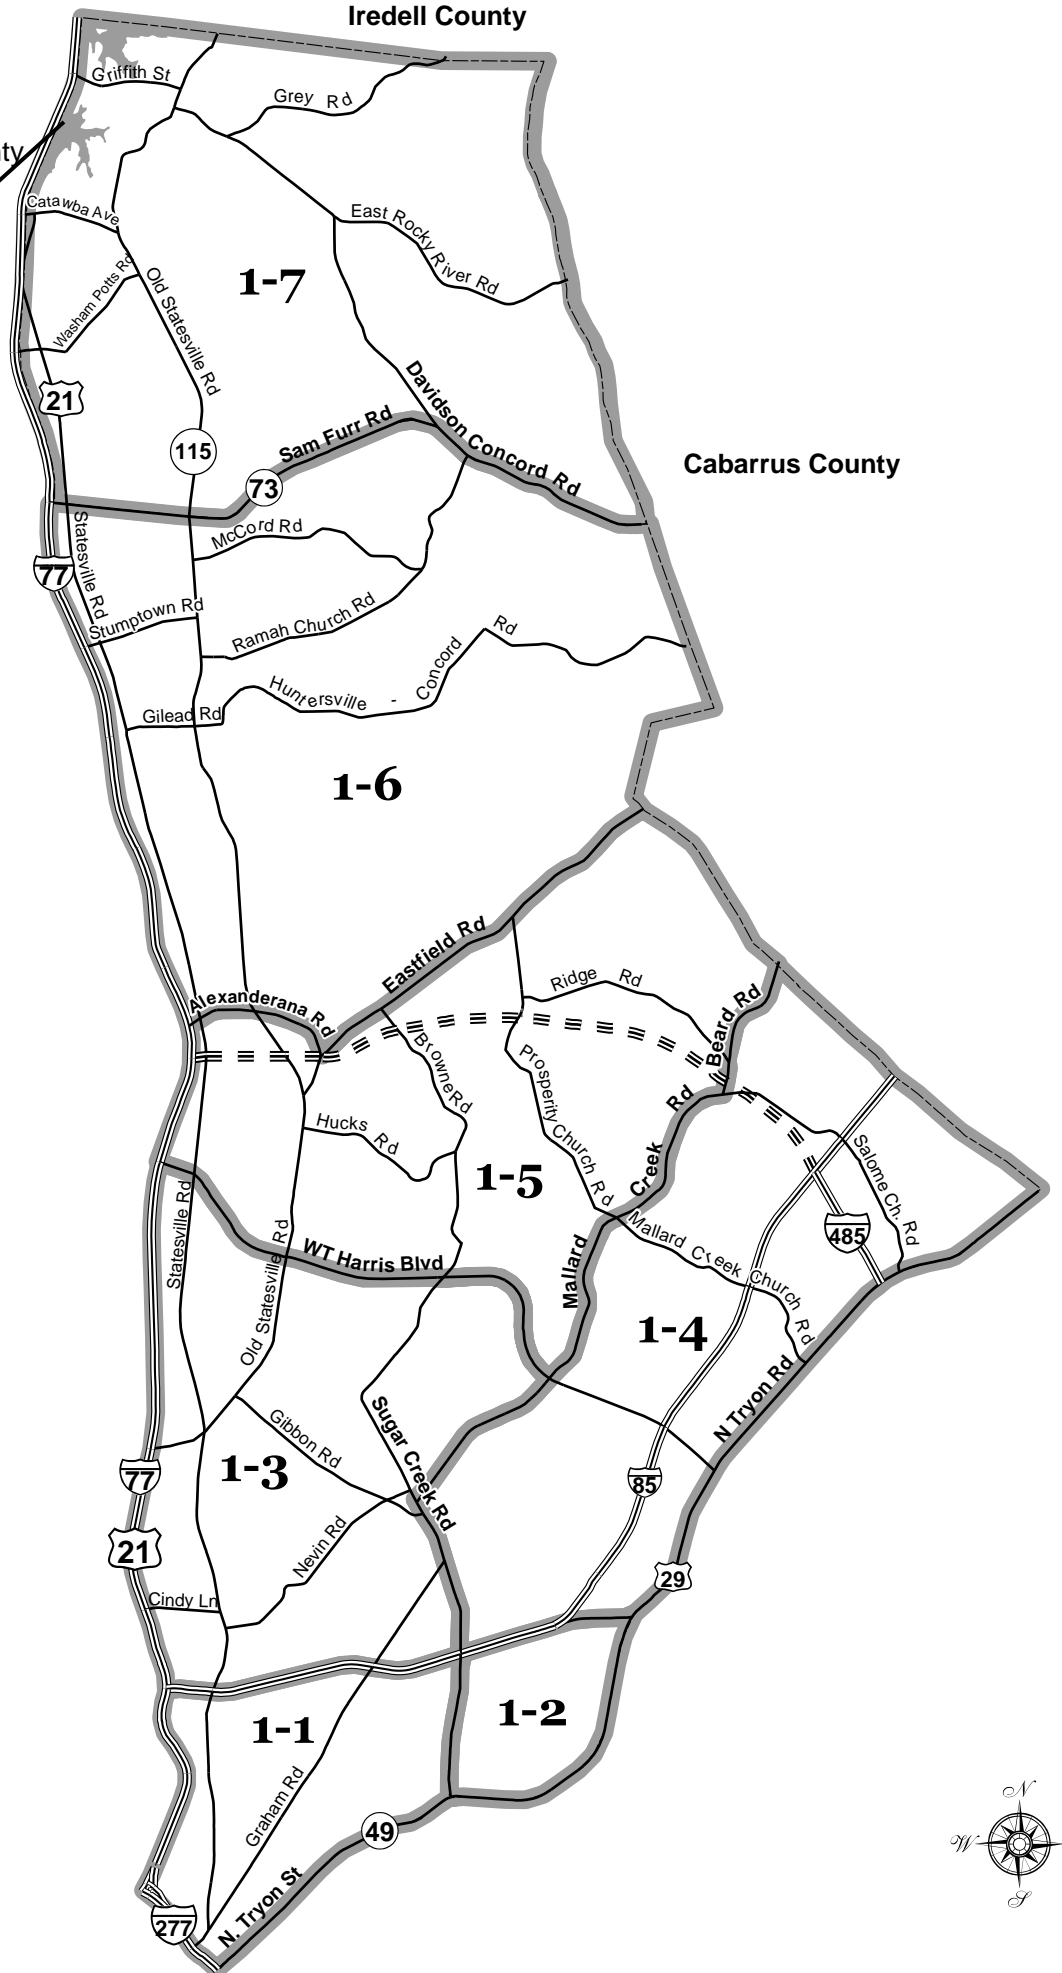 Iredell County
Griffith St
Grey Rd
Catawba Ave
East Rocky River Rd
Washam Potts Rd
Old Statesville Rd
1-7
21
115
Davidson Concord Rd
Sam Furr Rd
73
Cabarrus County
McCord Rd
Statesville Rd
77
Stumptown Rd
Ramah Church Rd
Huntersville - Concord Rd
Gilead Rd
1-6
Eastfield Rd
Alexanderana Rd
Ridge Rd
Beard Rd
Browne Rd
Prosperity Church Rd
Hucks Rd
1-5
Mallard Creek Rd
Salome Ch. Rd
485
Mallard Creek Church Rd
Statesville Rd
Old Statesville Rd
WT Harris Blvd
1-4
N Tryon Rd
Sugar Creek Rd
Gibbon Rd
1-3
77
85
21
Nevin Rd
29
Cindy Ln
1-2
1-1
Graham Rd
49
N. Tryon St
277
N
W
S